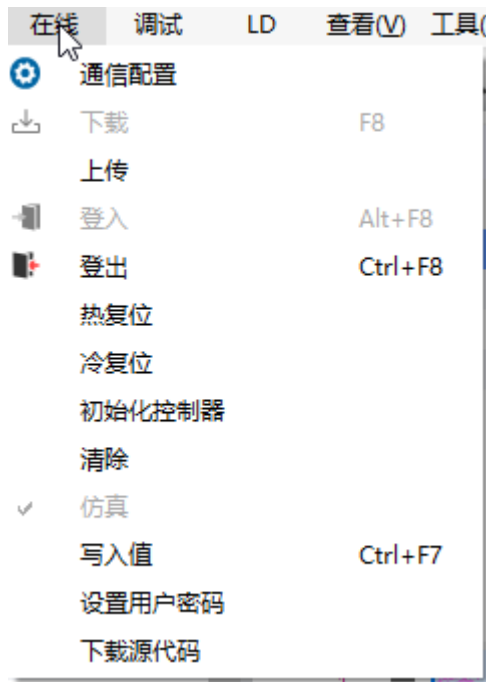 在线 调试 LD 查看(V) 工具(
通信配置
下载 F8
上传
登入 Alt+F8
登出 Ctrl+F8
热复位
冷复位
初始化控制器
清除
仿真
写入值 Ctrl+F7
设置用户密码
下载源代码